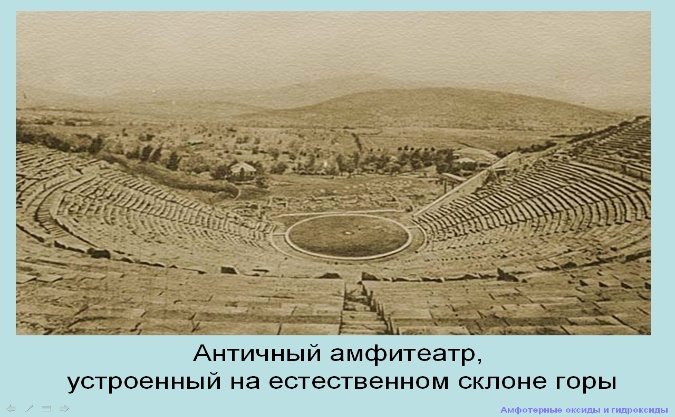 Античный амфитеатр,
устроенный на естественном склоне горы
Амфотерные оксиды и гидроксиды